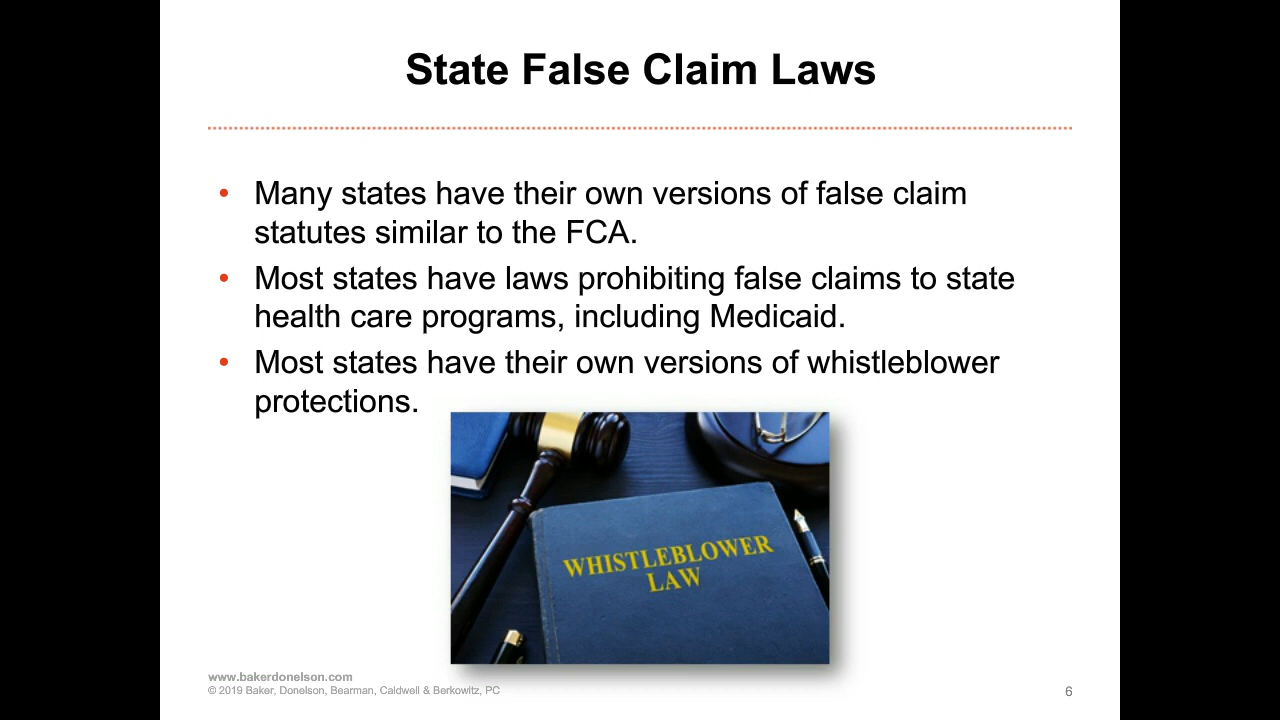 State False Claim Laws
• Many states have their own versions of false claim
statutes similar to the FCA.
• Most states have laws prohibiting false claims to state
health care programs, including Medicaid.
• Most states have their own versions of whistleblower
protections.
WHISTLEBLOWER
LAW
www.bakerdonelson.com
© 2019 Baker, Donelson, Bearman, Caldwell & Berkowitz, PC
6